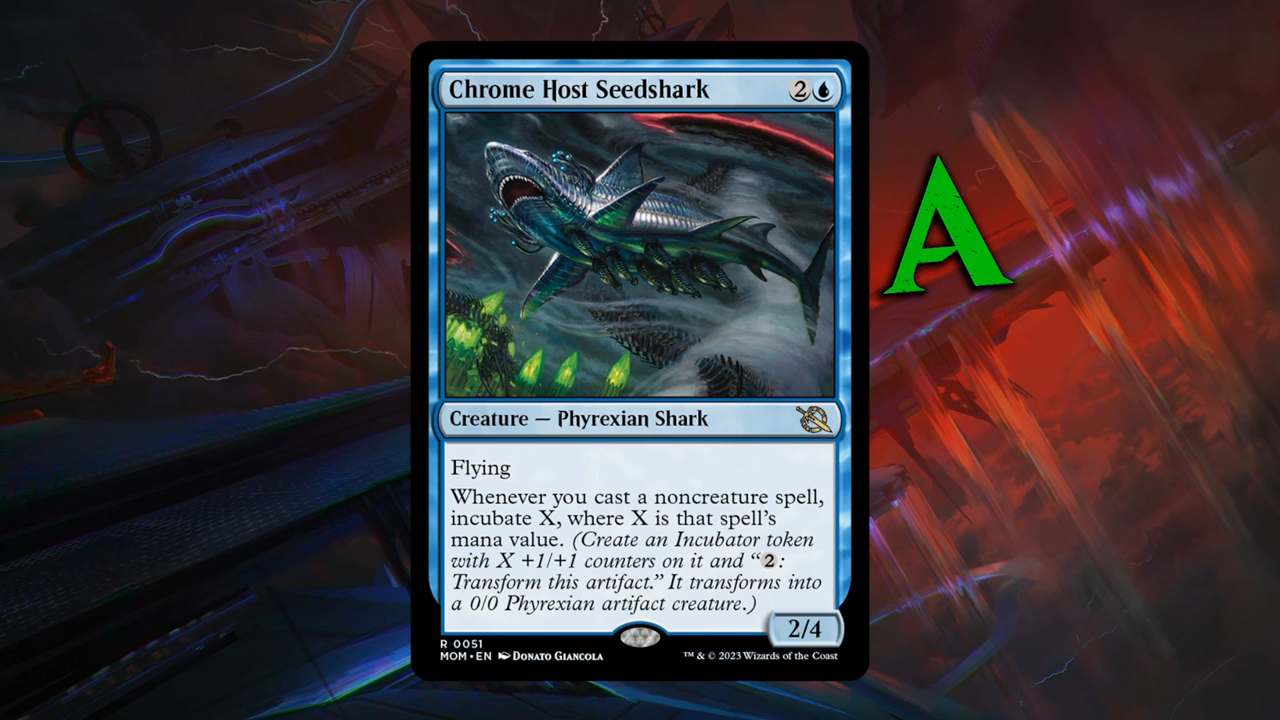 Chrome Host Seedshark 2
A
Creature — Phyrexian Shark
Flying
Whenever you cast a noncreature spell,
incubate X, where X is that spell's
mana value. (Create an Incubator token
with X +1/+1 counters on it and “2:
Transform this artifact.” It transforms into
a 0/0 Phyrexian artifact creature.)
2/4
R 0051
MOM • EN Donato Giancola
™ & © 2023 Wizards of the Coast